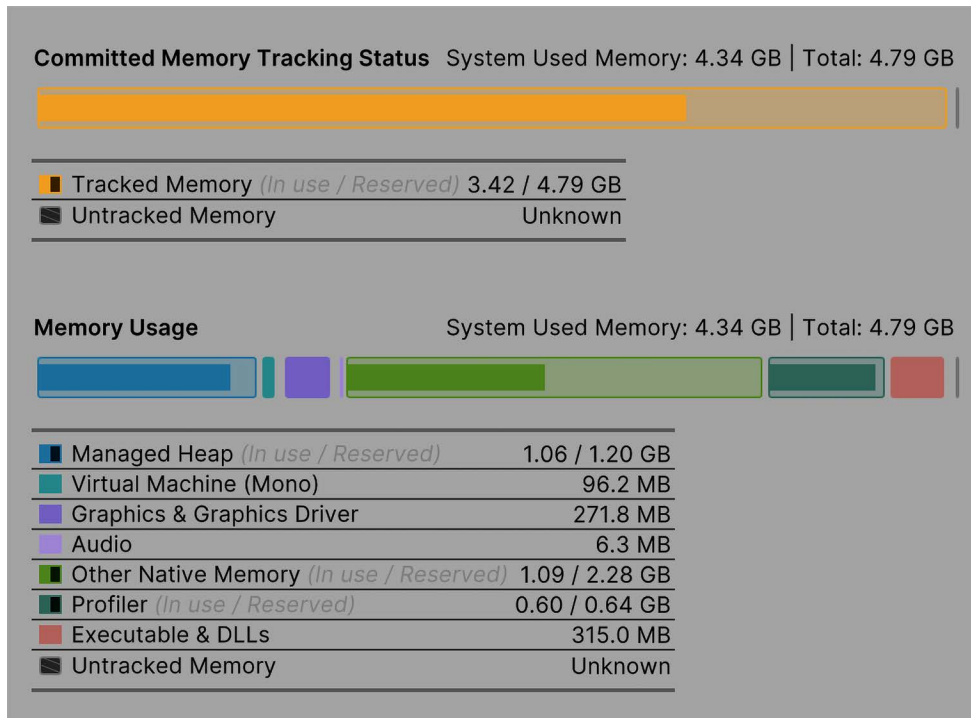 Committed Memory Tracking Status System Used Memory: 4.34 GB | Total: 4.79 GB
Tracked Memory (In use / Reserved) 3.42 / 4.79 GB
Untracked Memory Unknown
Memory Usage System Used Memory: 4.34 GB | Total: 4.79 GB
Managed Heap (In use / Reserved) 1.06 / 1.20 GB
Virtual Machine (Mono) 96.2 MB
Graphics & Graphics Driver 271.8 MB
Audio 6.3 MB
Other Native Memory (In use / Reserved) 1.09 / 2.28 GB
Profiler (In use / Reserved) 0.60 / 0.64 GB
Executable & DLLs 315.0 MB
Untracked Memory Unknown